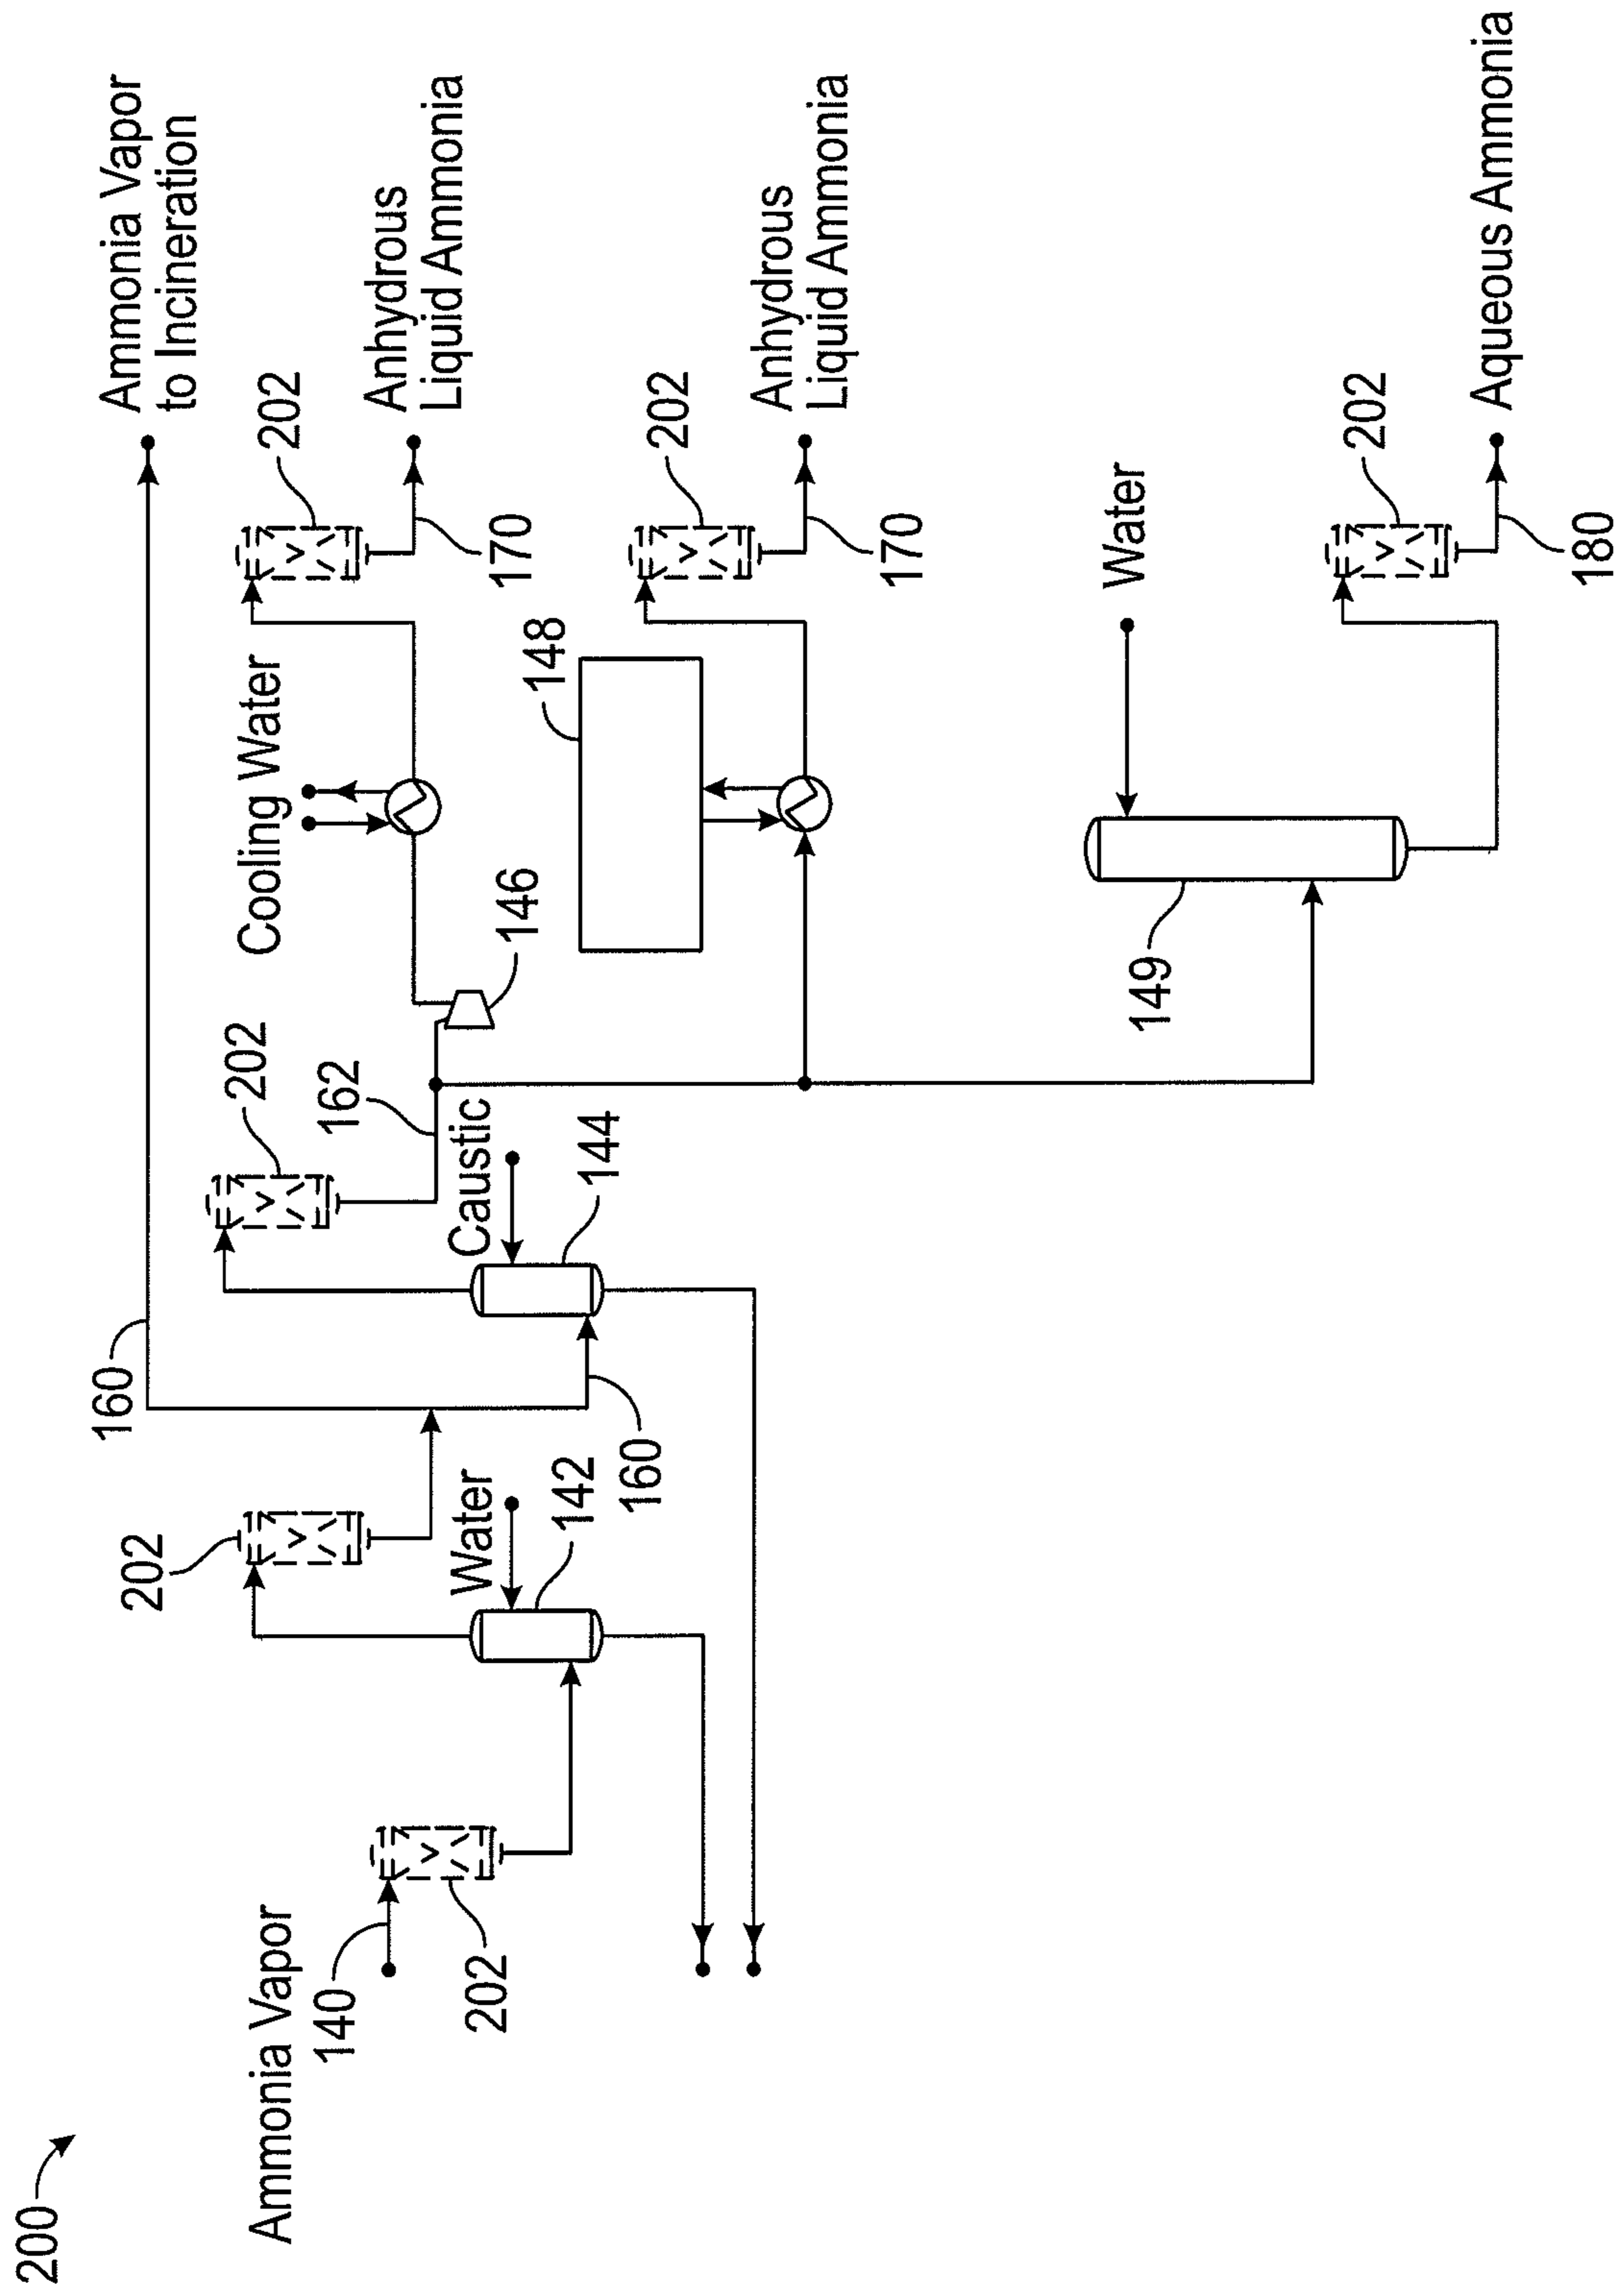 200
Ammonia Vapor
to Incineration
160
202
202
202
Cooling Water
Anhydrous
Liquid Ammonia
170
162
146
Ammonia Vapor
140
202
Water
142
160
Caustic
144
148
202
Anhydrous
Liquid Ammonia
170
Water
149
202
Aqueous Ammonia
180